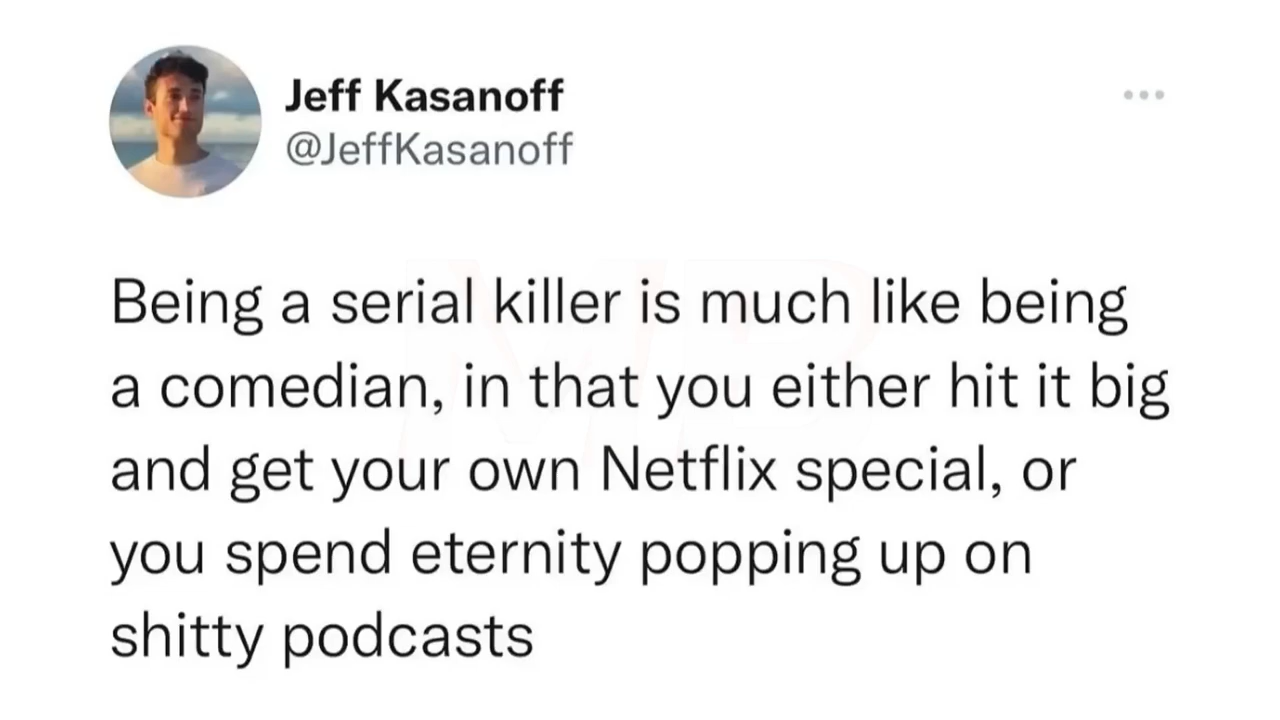 Jeff Kasanoff
@JeffKasanoff
Being a serial killer is much like being
a comedian, in that you either hit it big
and get your own Netflix special, or
you spend eternity popping up on
shitty podcasts